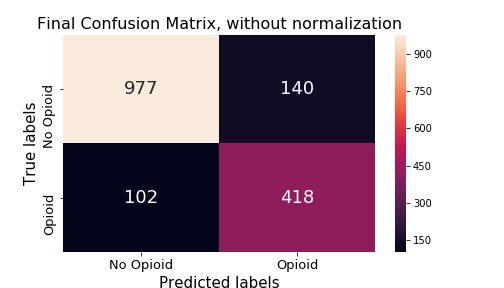 Final Confusion Matrix, without normalization
True labels
No Opioid
Opioid
977
140
102
418
No Opioid
Opioid
Predicted labels
900
750
600
450
300
150